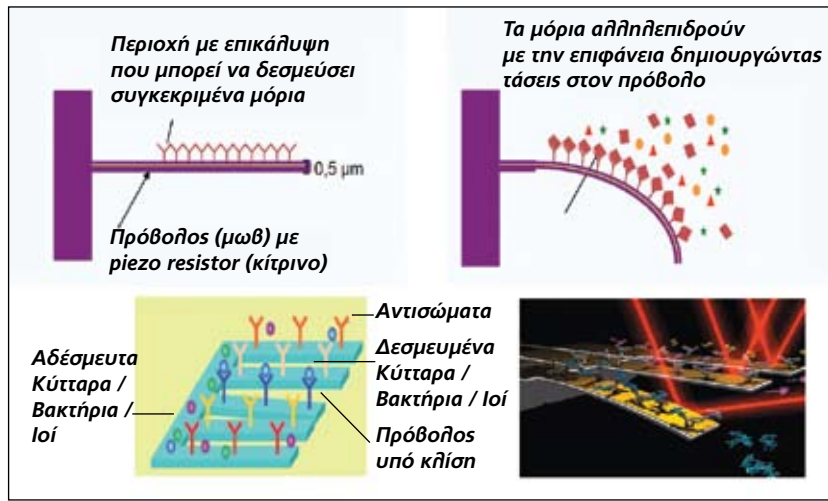 Περιοχή με επικάλυψη
που μπορεί να δεσμεύσει
συγκεκριμένα μόρια
0,5 μm
Πρόβολος (μωβ) με
piezo resistor (κίτρινο)
Τα μόρια αλληλεπιδρούν
με την επιφάνεια δημιουργώντας
τάσεις στον πρόβολο
Αδέσμευτα
Κύτταρα /
Βακτήρια /
Ιοί
Αντισώματα
Δεσμευμένα
Κύτταρα /
Βακτήρια / Ιοί
Πρόβολος
υπό κλίση